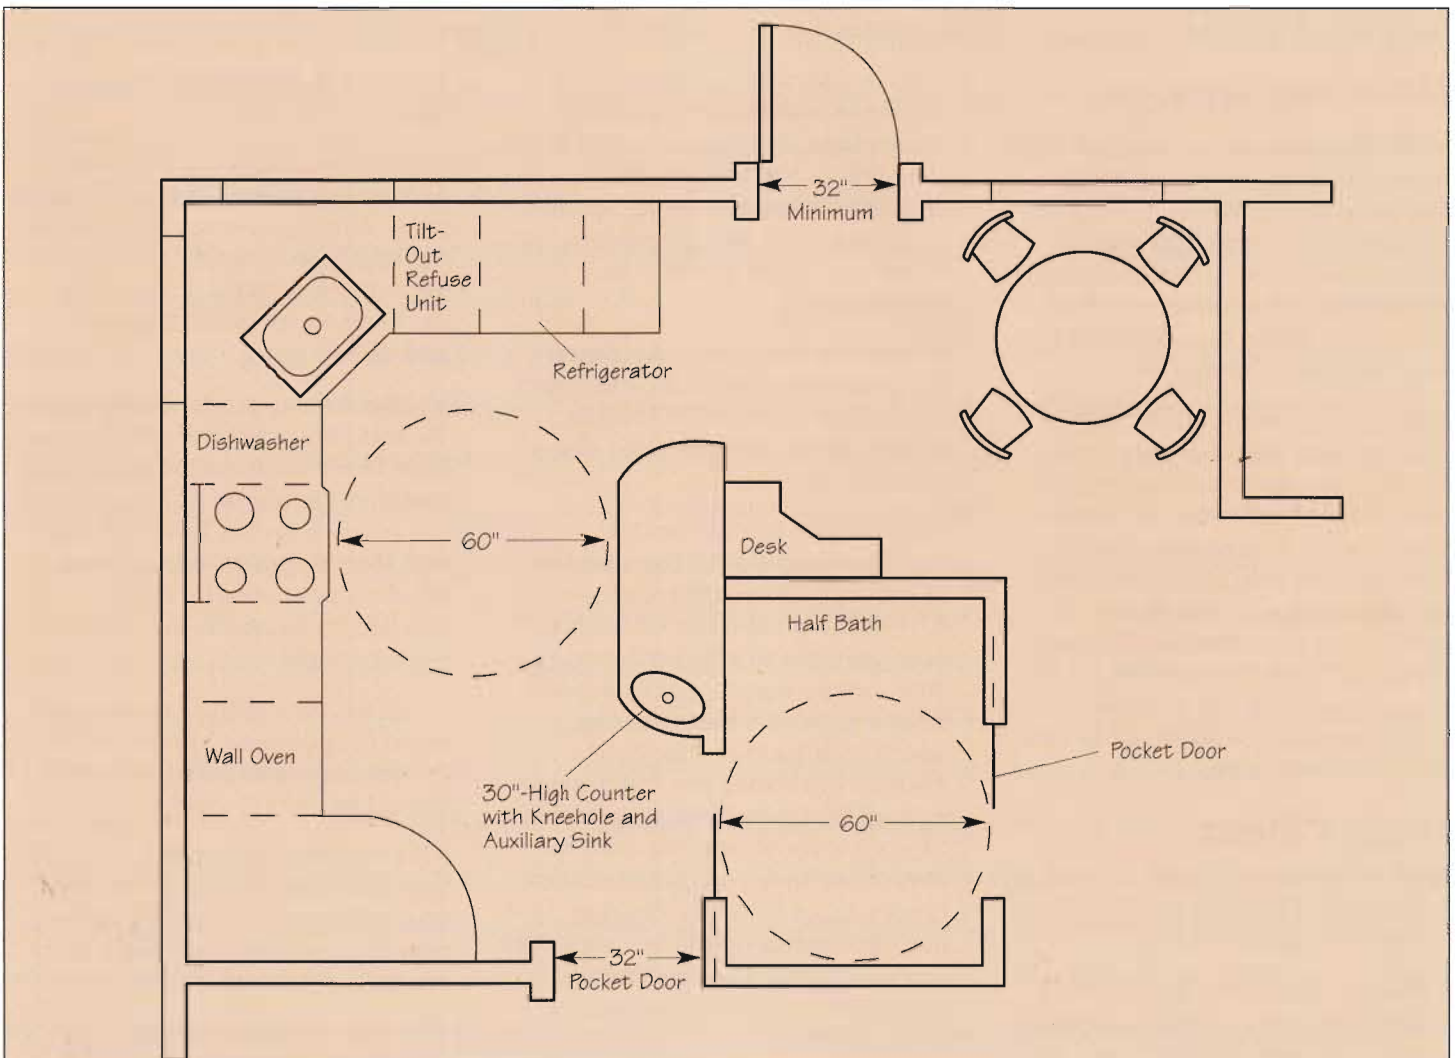 32"
Minimum
Tilt-
Out
Refuse
Unit
Refrigerator
Dishwasher
60"
Desk
Half Bath
Wall Oven
Pocket Door
30"-High Counter
with Kneehole and
Auxiliary Sink
60"
32"
Pocket Door